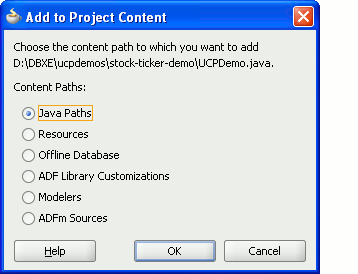 Add to Project Content
Choose the content path to which you want to add
D:\DBXE\ucpdemos\stock-ticker-demo\UCPDemo.java.
Content Paths:
Java Paths
Resources
Offline Database
ADF Library Customizations
Modelers
ADFm Sources
Help
OK
Cancel